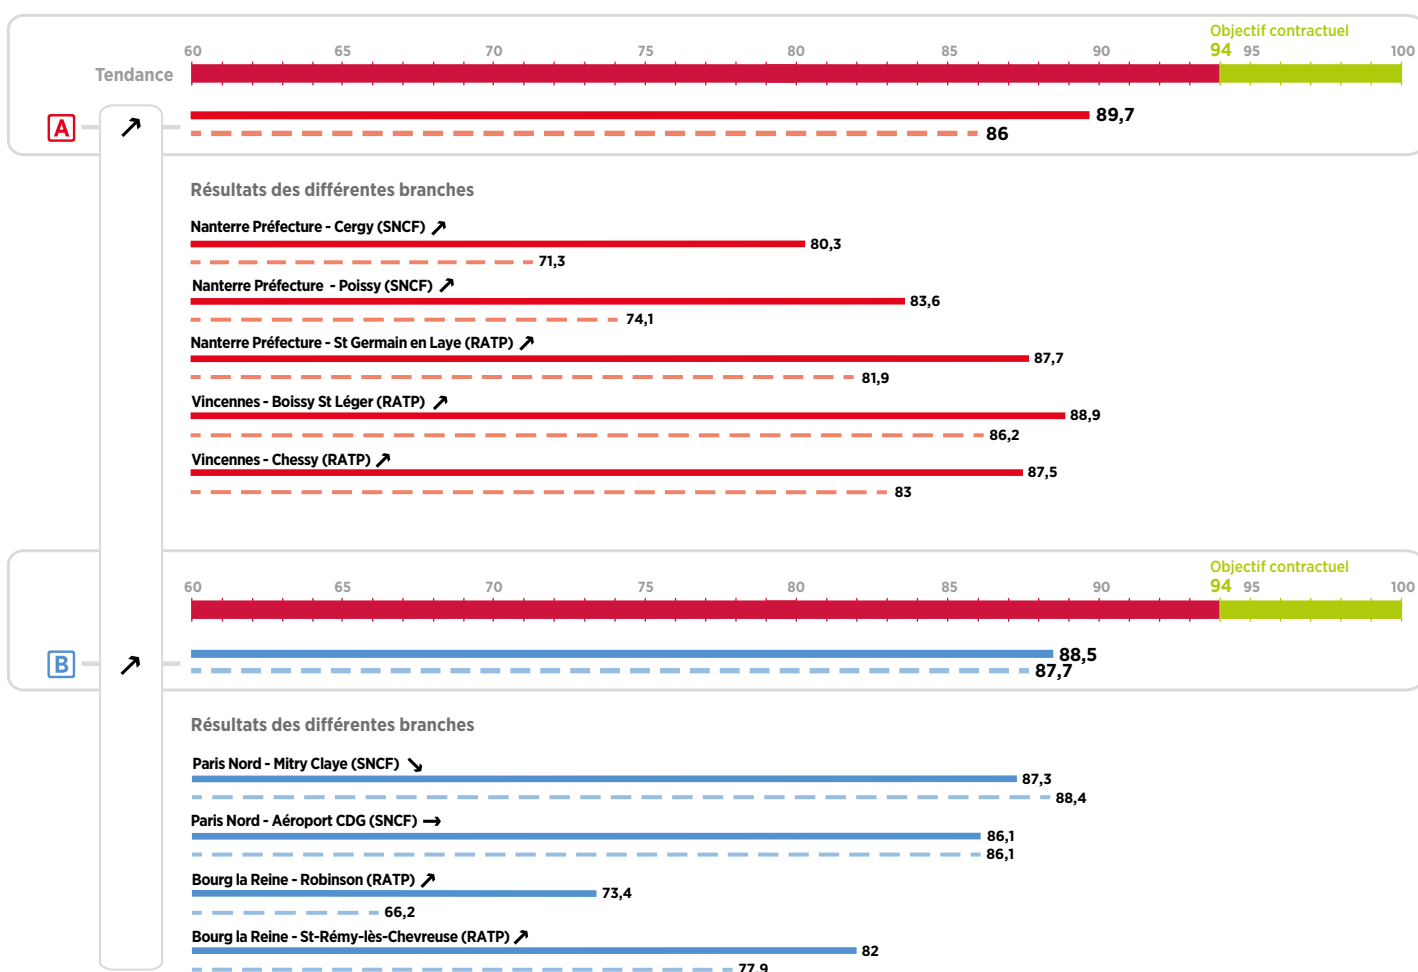 Objectif contractuel
60 65 70 75 80 85 90 94 95 100
Tendance
A ↗ 89,7
86
Résultats des différentes branches
Nanterre Préfecture - Cergy (SNCF) ↗
80,3
71,3
Nanterre Préfecture - Poissy (SNCF) ↗
83,6
74,1
Nanterre Préfecture - St Germain en Laye (RATP) ↗
87,7
81,9
Vincennes - Boissy St Léger (RATP) ↗
88,9
86,2
Vincennes - Chessy (RATP) ↗
87,5
83
Objectif contractuel
60 65 70 75 80 85 90 94 95 100
B ↗ 88,5
87,7
Résultats des différentes branches
Paris Nord - Mitry Claye (SNCF) ↘
87,3
88,4
Paris Nord - Aéroport CDG (SNCF) →
86,1
86,1
Bourg la Reine - Robinson (RATP) ↗
73,4
66,2
Bourg la Reine - St-Rémy-lès-Chevreuse (RATP) ↗
82
77,9